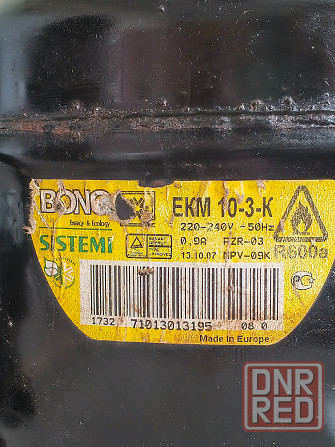 BONO
EKM 10-3-K
Energy & Ecology
220-240V ~50Hz
SISTEMI
0.9A PZR-03
R600a
13.10.07 NPV-09K
1732 71013013195 08 0
Made in Europe
DNR
RED